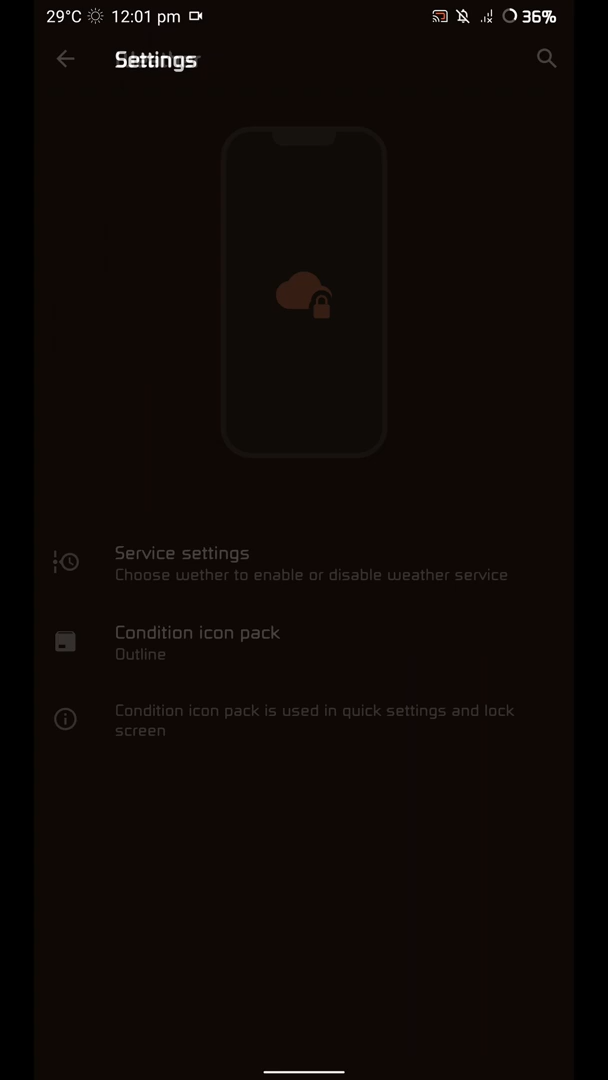 29°C 12:01 pm 36%
Settings
Service settings
Choose wether to enable or disable weather service
Condition icon pack
Outline
Condition icon pack is used in quick settings and lock
screen